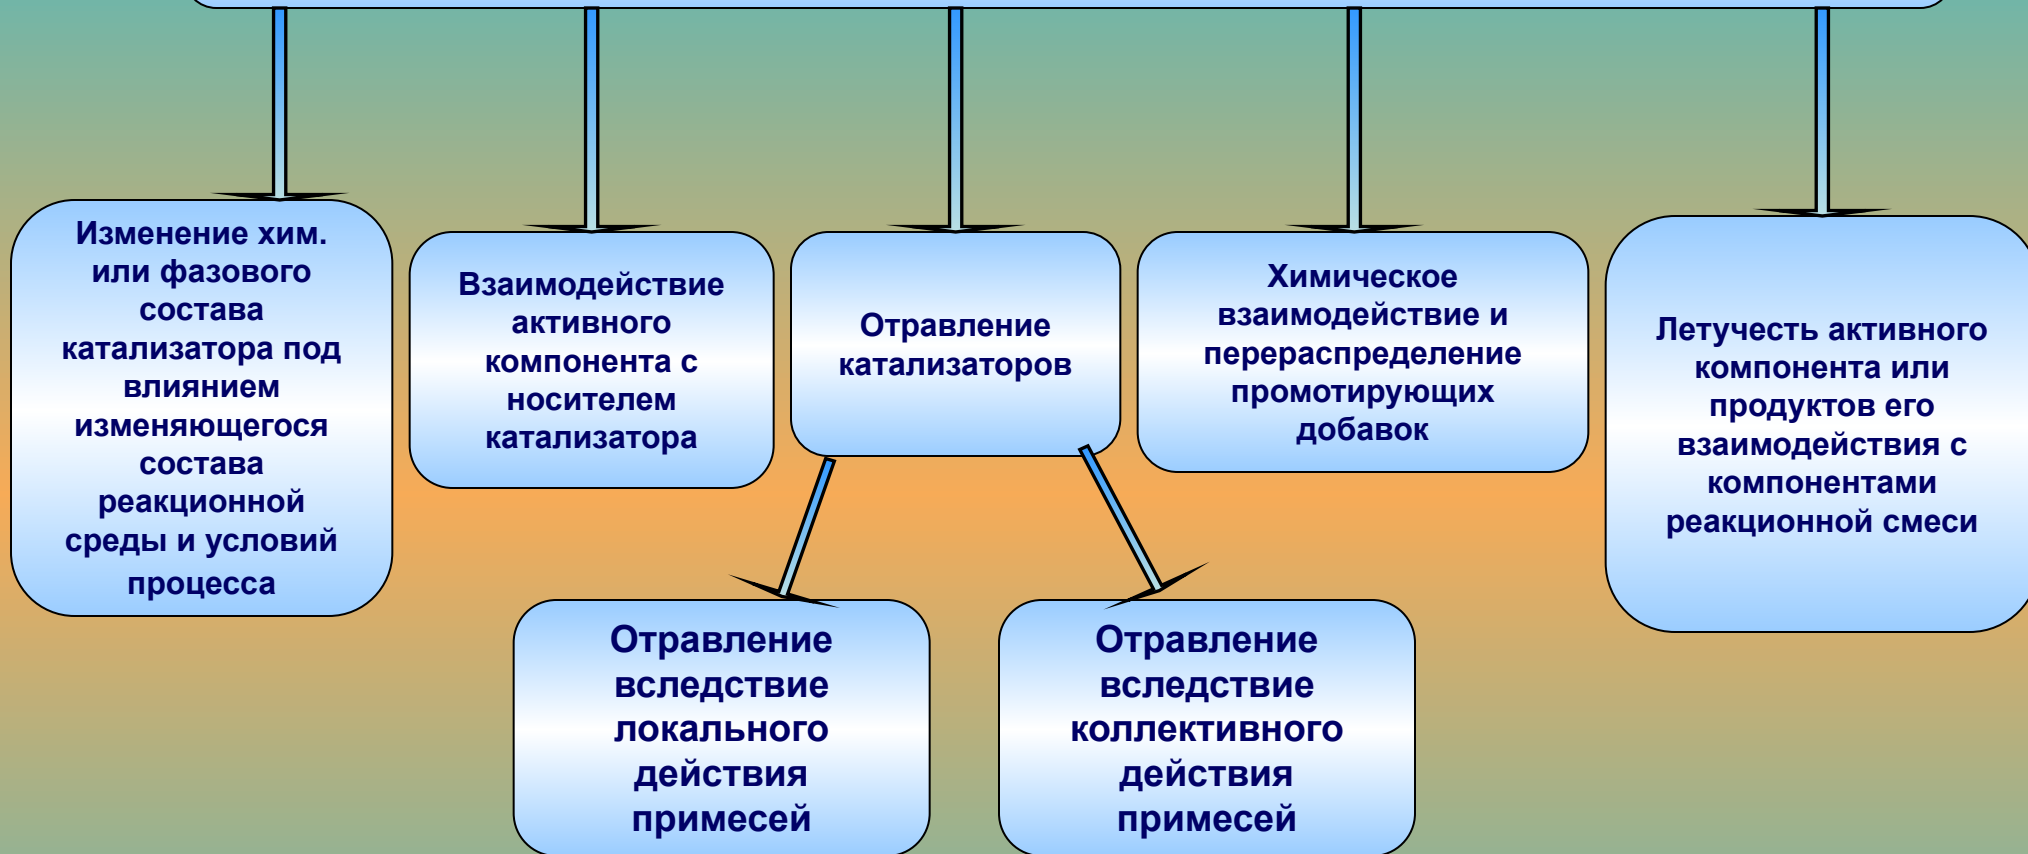 Изменение хим.
или фазового
состава
катализатора под
влиянием
изменяющегося
состава
реакционной
среды и условий
процесса
Взаимодействие
активного
компонента с
носителем
катализатора
Отравление
катализаторов
Химическое
взаимодействие и
перераспределение
промотирующих
добавок
Летучесть активного
компонента или
продуктов его
взаимодействия с
компонентами
реакционной смеси
Отравление
вследствие
локального
действия
примесей
Отравление
вследствие
коллективного
действия
примесей